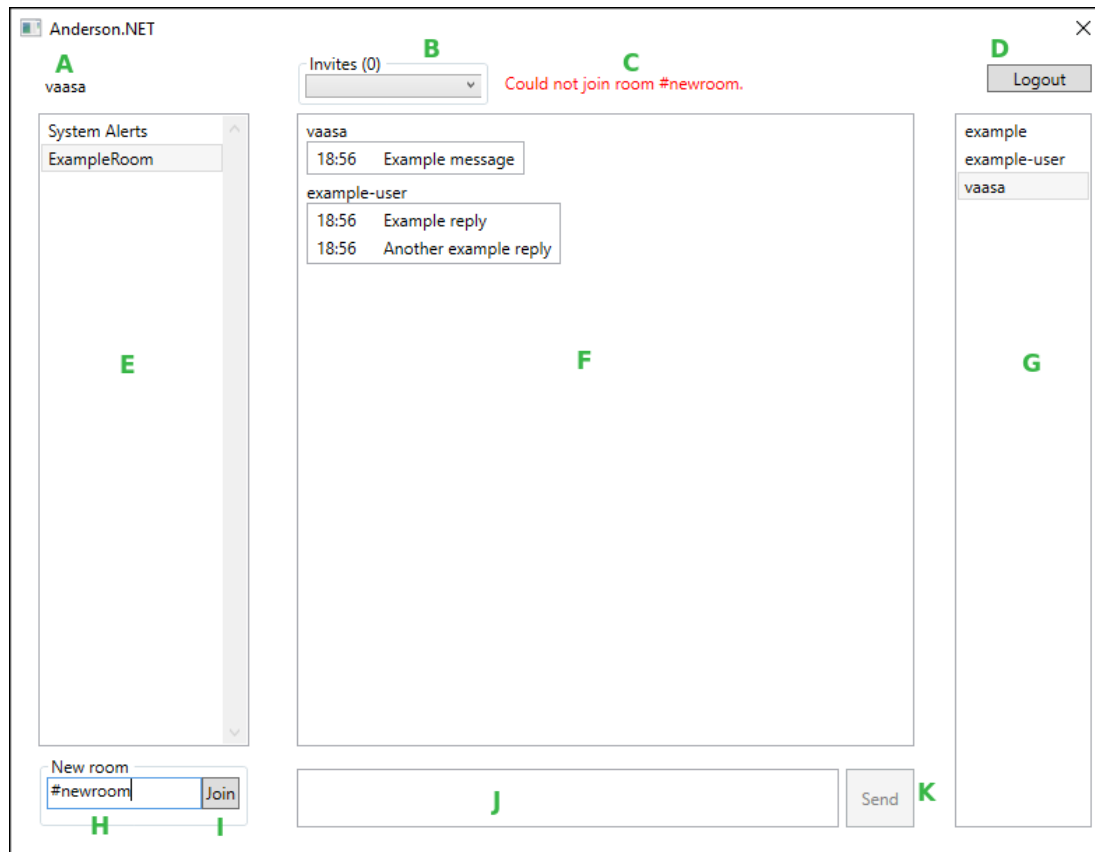 Anderson.NET
A
B
C
D
vaasa
Invites (0)
Could not join room #newroom.
Logout
System Alerts
ExampleRoom
E
vaasa
18:56 Example message
example-user
18:56 Example reply
18:56 Another example reply
F
example
example-user
vaasa
G
New room
#newroom Join
H I
J
Send K